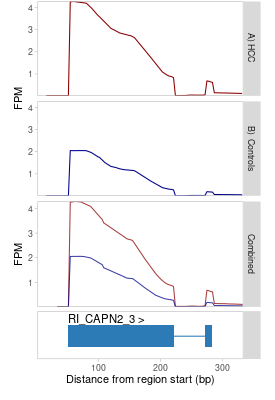 4
3
2
1
A) HCC
FPM
4
3
2
1
B) Controls
4
3
2
1
Combined
FPM
RI_CAPN2_3 >
100
200
300
Distance from region start (bp)